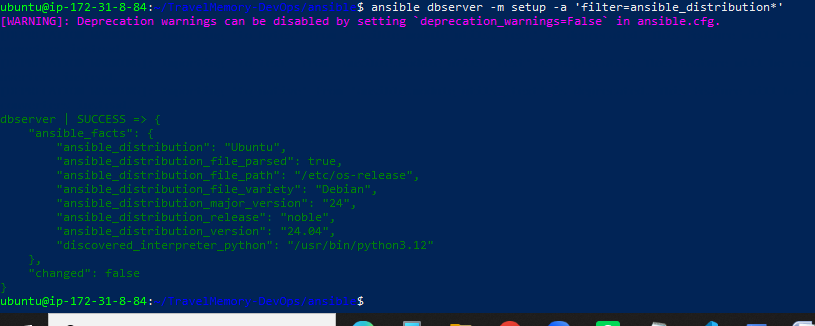 ubuntu@ip-172-31-8-84:$ ansible dbserver -m setup -a 'filter=ansible_distribution*'
[WARNING]: Deprecation warnings can be disabled by setting `deprecation_warnings=False` in ansible.cfg.
dbserver | SUCCESS => {
    "ansible_facts": {
        "ansible_distribution": "Ubuntu",
        "ansible_distribution_file_parsed": true,
        "ansible_distribution_file_path": "/etc/os-release",
        "ansible_distribution_file_variety": "Debian",
        "ansible_distribution_major_version": "24",
        "ansible_distribution_release": "noble",
        "ansible_distribution_version": "24.04",
        "discovered_interpreter_python": "/usr/bin/python3.12"
    },
    "changed": false
}
ubuntu@ip-172-31-8-84:$